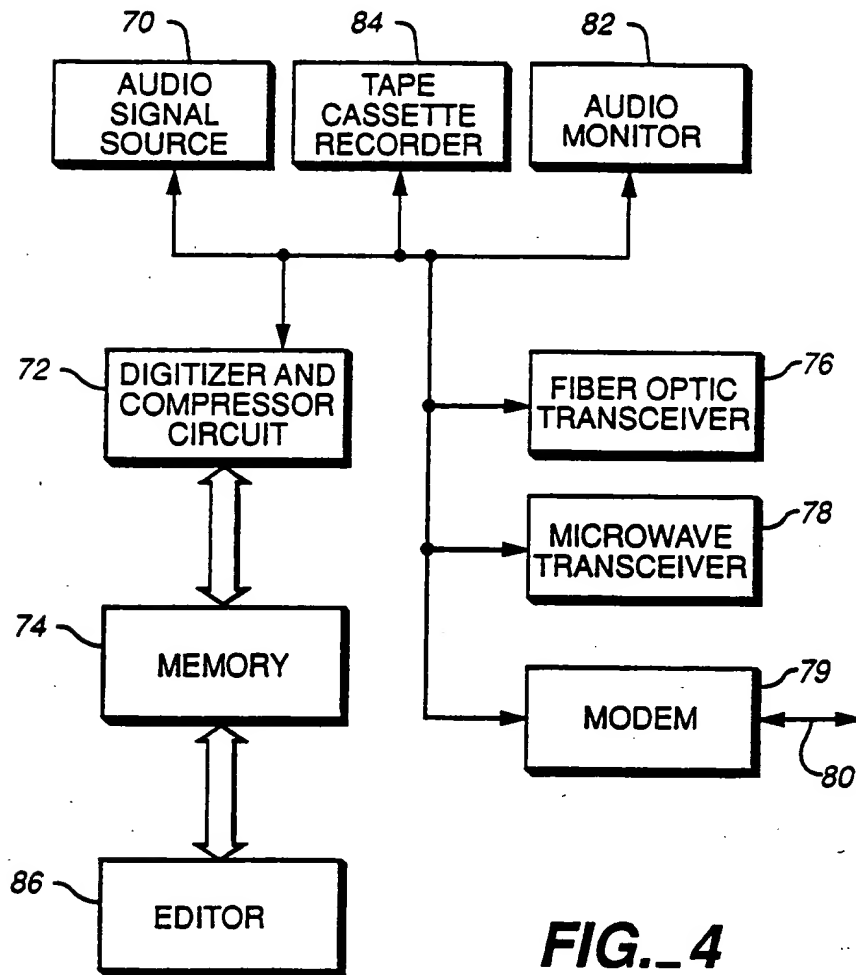 70
84
82
AUDIO
SIGNAL
SOURCE
TAPE
CASSETTE
RECORDER
AUDIO
MONITOR
72
DIGITIZER AND
COMPRESSOR
CIRCUIT
76
FIBER OPTIC
TRANSCEIVER
78
MICROWAVE
TRANSCEIVER
74
MEMORY
79
MODEM
80
86
EDITOR
FIG._4